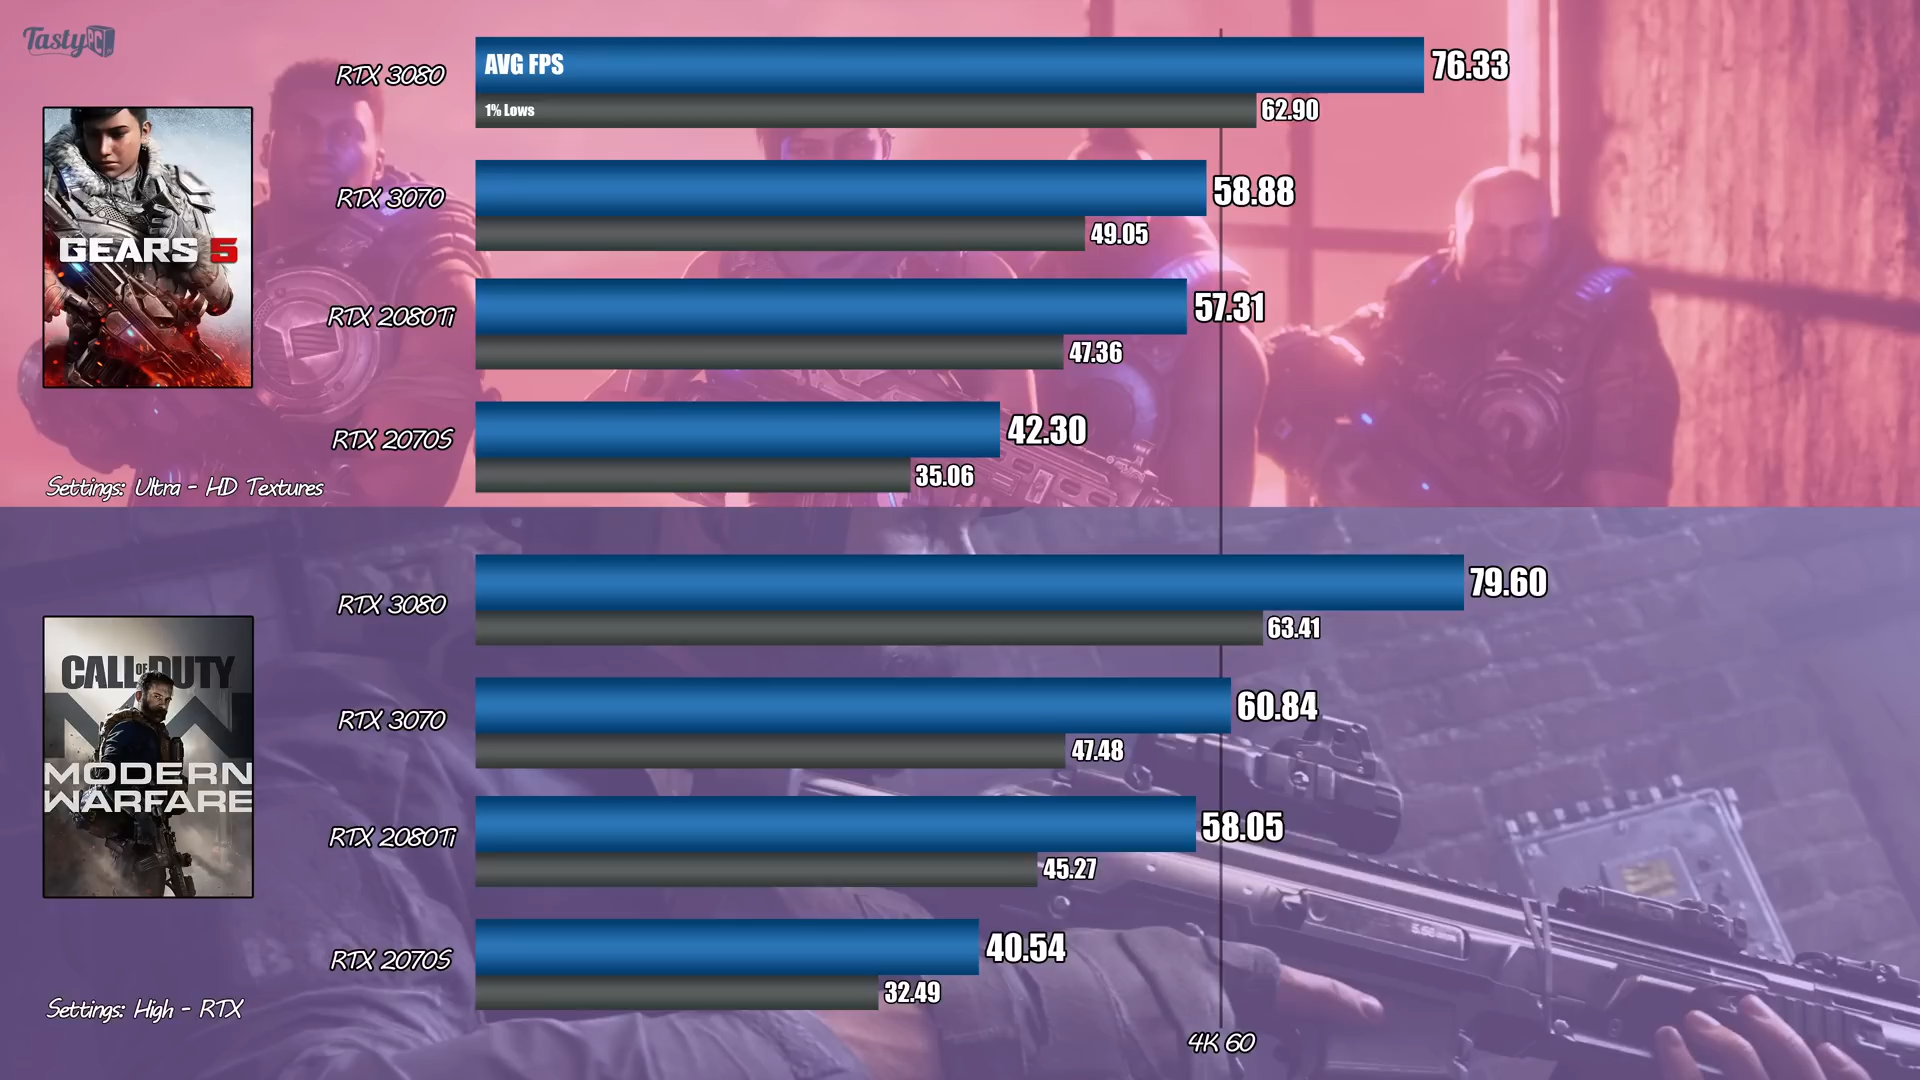 TastyPC
RTX 3080
AVG FPS
76.33
1% Lows
62.90
RTX 3070
58.88
49.05
GEARS 5
RTX 2080Ti
57.31
47.36
RTX 2070S
42.30
35.06
Settings: Ultra - HD Textures
RTX 3080
79.60
63.41
CALL OF DUTY
MW
MODERN
WARFARE
RTX 3070
60.84
47.48
RTX 2080Ti
58.05
45.27
RTX 2070S
40.54
32.49
Settings: High - RTX
4K 60